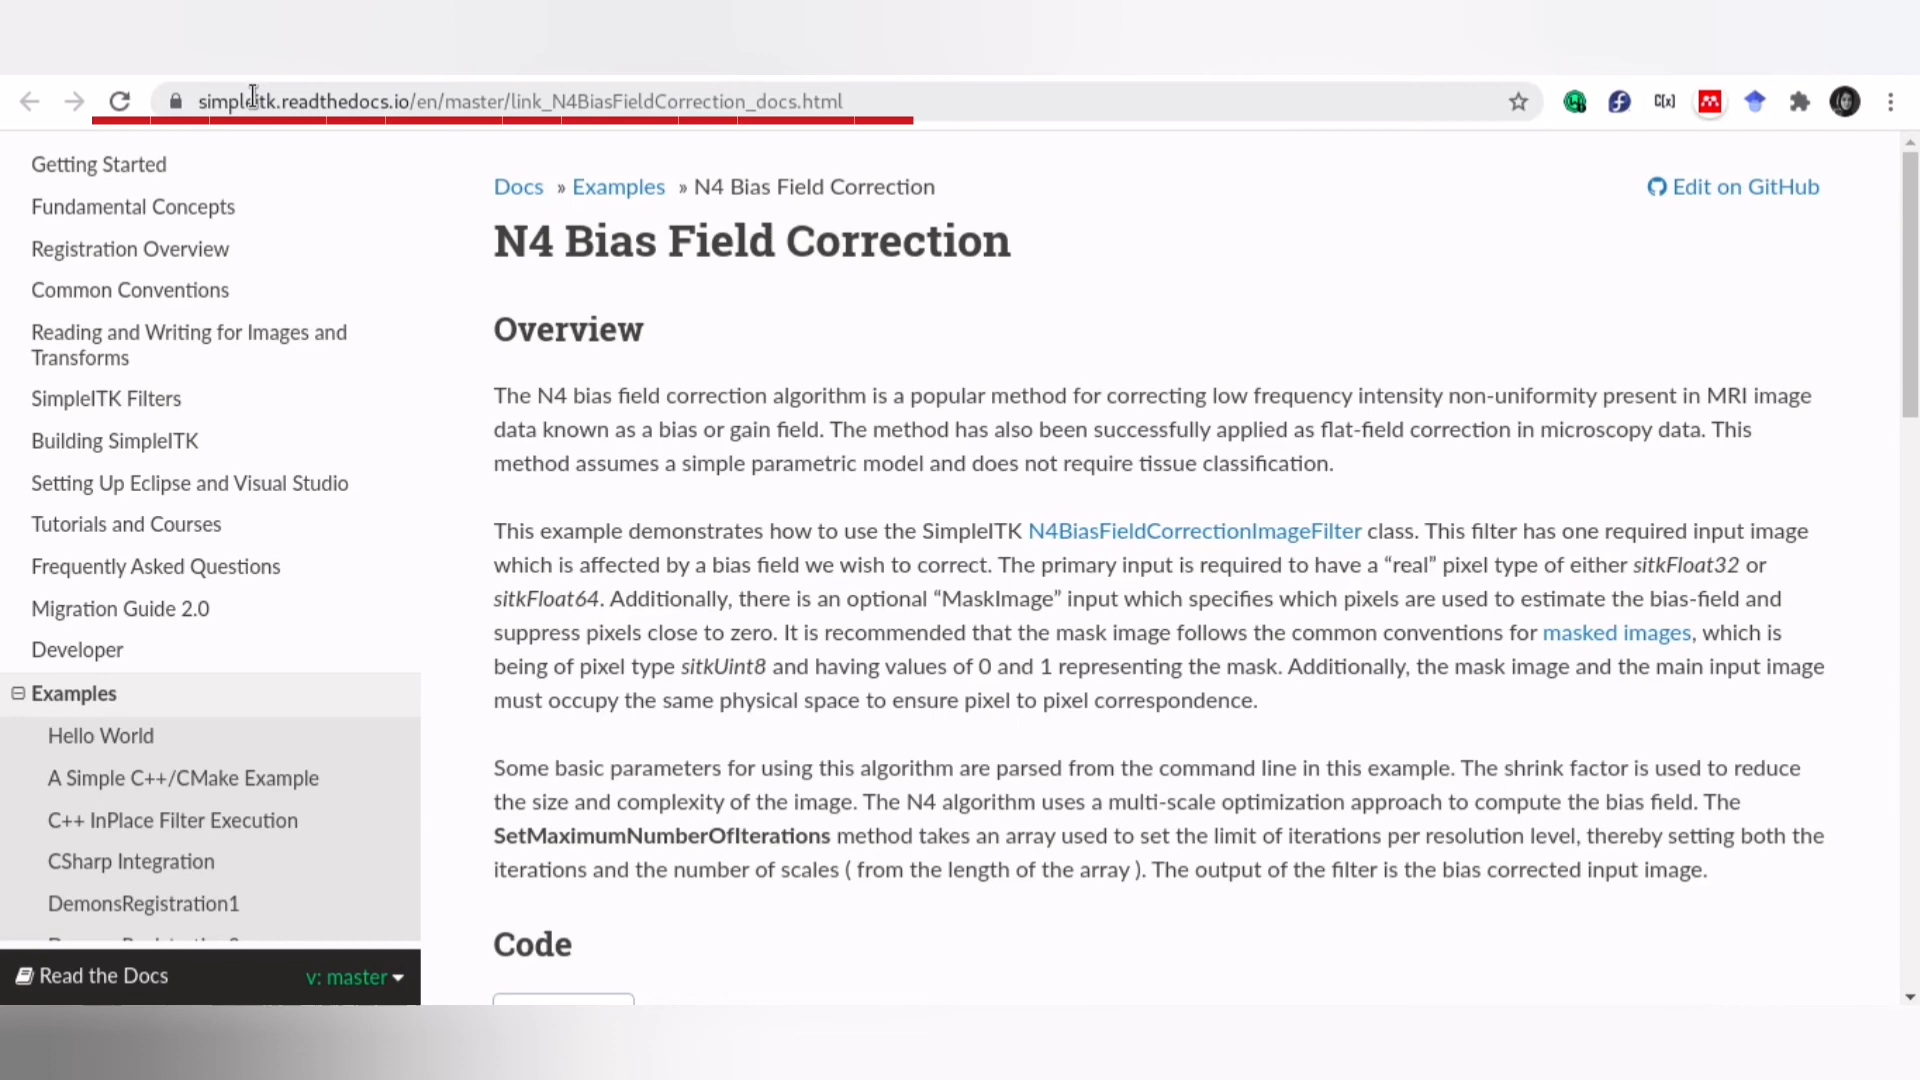 simpleitk.readthedocs.io/en/master/link_N4BiasFieldCorrection_docs.html
C[x]
Getting Started
Fundamental Concepts
Registration Overview
Common Conventions
Reading and Writing for Images and
Transforms
SimpleITK Filters
Building SimpleITK
Setting Up Eclipse and Visual Studio
Tutorials and Courses
Frequently Asked Questions
Migration Guide 2.0
Developer
Examples
Hello World
A Simple C++/CMake Example
C++ InPlace Filter Execution
CSharp Integration
DemonsRegistration1
Read the Docs
v: master
Docs » Examples » N4 Bias Field Correction
Edit on GitHub
N4 Bias Field Correction
Overview
The N4 bias field correction algorithm is a popular method for correcting low frequency intensity non-uniformity present in MRI image
data known as a bias or gain field. The method has also been successfully applied as flat-field correction in microscopy data. This
method assumes a simple parametric model and does not require tissue classification.
This example demonstrates how to use the SimpleITK N4BiasFieldCorrectionImageFilter class. This filter has one required input image
which is affected by a bias field we wish to correct. The primary input is required to have a “real” pixel type of either sitkFloat32 or
sitkFloat64. Additionally, there is an optional “MaskImage” input which specifies which pixels are used to estimate the bias-field and
suppress pixels close to zero. It is recommended that the mask image follows the common conventions for masked images, which is
being of pixel type sitkUint8 and having values of 0 and 1 representing the mask. Additionally, the mask image and the main input image
must occupy the same physical space to ensure pixel to pixel correspondence.
Some basic parameters for using this algorithm are parsed from the command line in this example. The shrink factor is used to reduce
the size and complexity of the image. The N4 algorithm uses a multi-scale optimization approach to compute the bias field. The
SetMaximumNumberOfIterations method takes an array used to set the limit of iterations per resolution level, thereby setting both the
iterations and the number of scales ( from the length of the array ). The output of the filter is the bias corrected input image.
Code